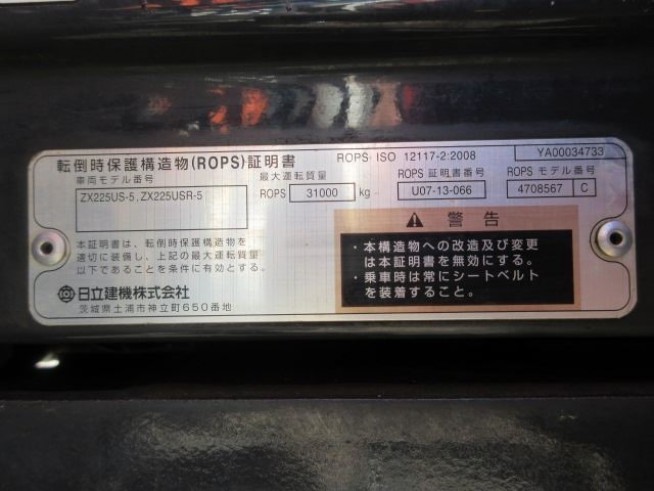 転倒時保護構造物(ROPS)証明書 ROPS ISO 12117-2:2008 YA00034733
車両モデル番号 最大運転質量 ROPS 証明書番号 ROPS モデル番号
ZX225US-5, ZX225USR-5 ROPS 31000 kg U07-13-066 4708567 C
本証明書は、転倒時保護構造物を
適切に装備し、上記の最大運転質量
以下であることを条件に有効とする。
日立建機株式会社
茨城県土浦市神立町650番地
警告
・本構造物への改造及び変更
は本証明書を無効にする。
・乗車時は常にシートベルト
を装着すること。